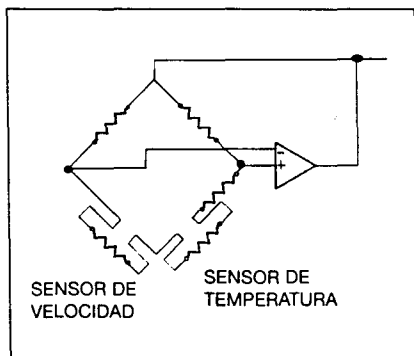 -
+
SENSOR DE
VELOCIDAD
SENSOR DE
TEMPERATURA